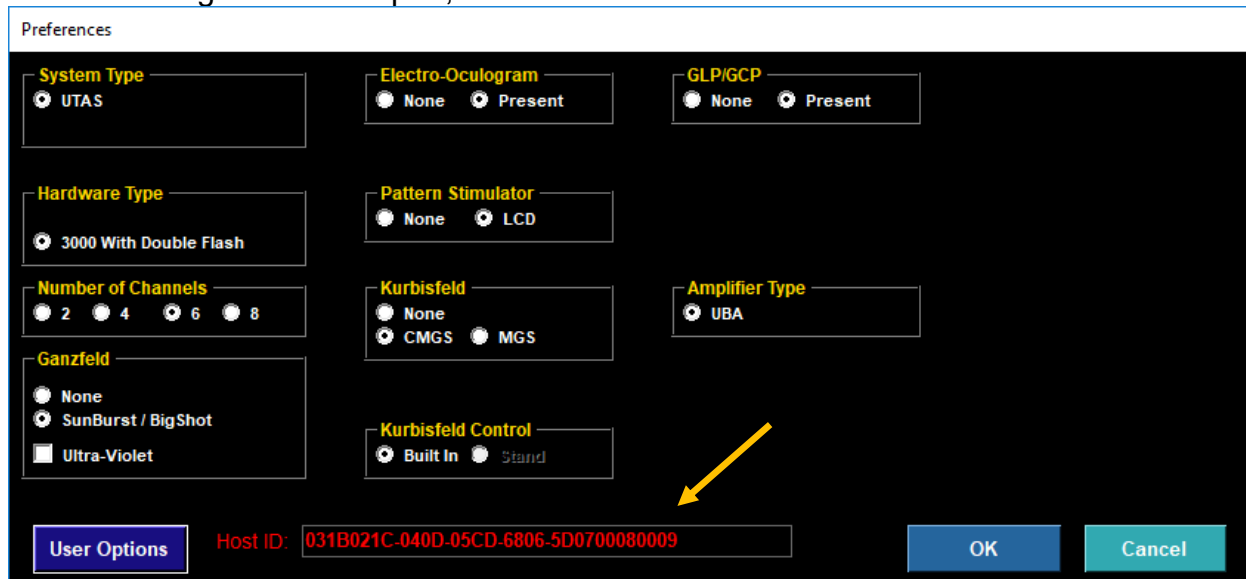 Preferences
System Type
UTAS
Electro-Oculogram
None Present
GLP/GCP
None Present
Hardware Type
3000 With Double Flash
Pattern Stimulator
None LCD
Number of Channels
2 4 6 8
Kurbisfeld
None
CMGS MGS
Amplifier Type
UBA
Ganzfeld
None
SunBurst / BigShot
Ultra-Violet
Kurbisfeld Control
Built In Stand
User Options
Host ID: 031B021C-040D-05CD-6806-5D0700080009
OK
Cancel